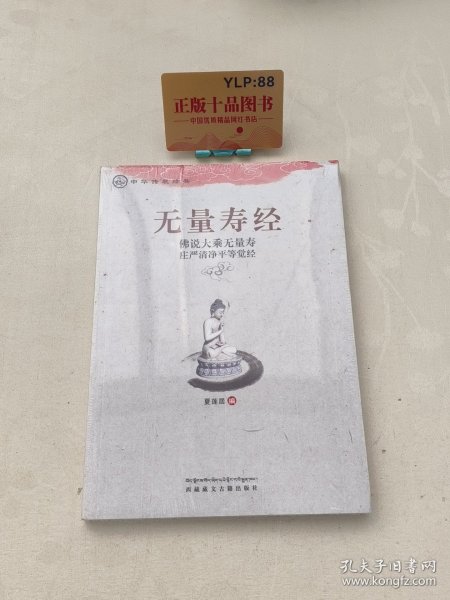 YLP:88
正版十品图书
中国优质精品网红书店
中华传统经书
无量寿经
佛说大乘无量寿
庄严清净平等觉经
夏莲居 编
西藏藏文古籍出版社
孔夫子旧书网
www.kongfz.com